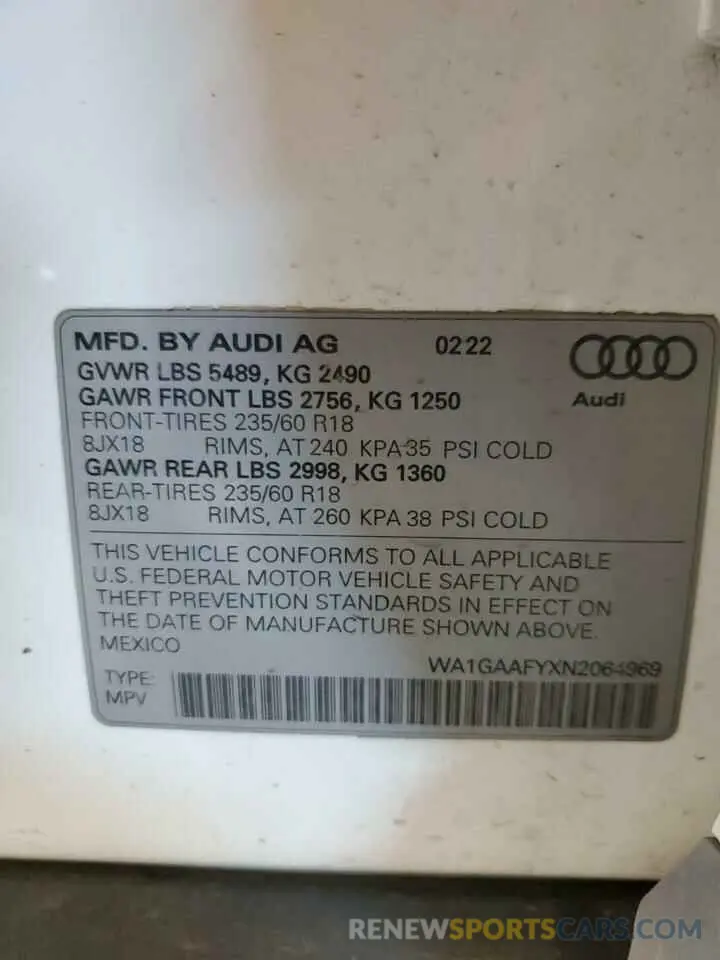 MFD. BY AUDI AG 02 22
GVWR LBS 5489, KG 2490
GAWR FRONT LBS 2756, KG 1250
FRONT-TIRES 235/60 R18
8JX18 RIMS, AT 240 KPA 35 PSI COLD
GAWR REAR LBS 2998, KG 1360
REAR-TIRES 235/60 R18
8JX18 RIMS, AT 260 KPA 38 PSI COLD
Audi
THIS VEHICLE CONFORMS TO ALL APPLICABLE
U.S. FEDERAL MOTOR VEHICLE SAFETY AND
THEFT PREVENTION STANDARDS IN EFFECT ON
THE DATE OF MANUFACTURE SHOWN ABOVE.
MEXICO
WA1GAAFYXN2064969
TYPE:
MPV
RENEWSPORTSCARS.COM